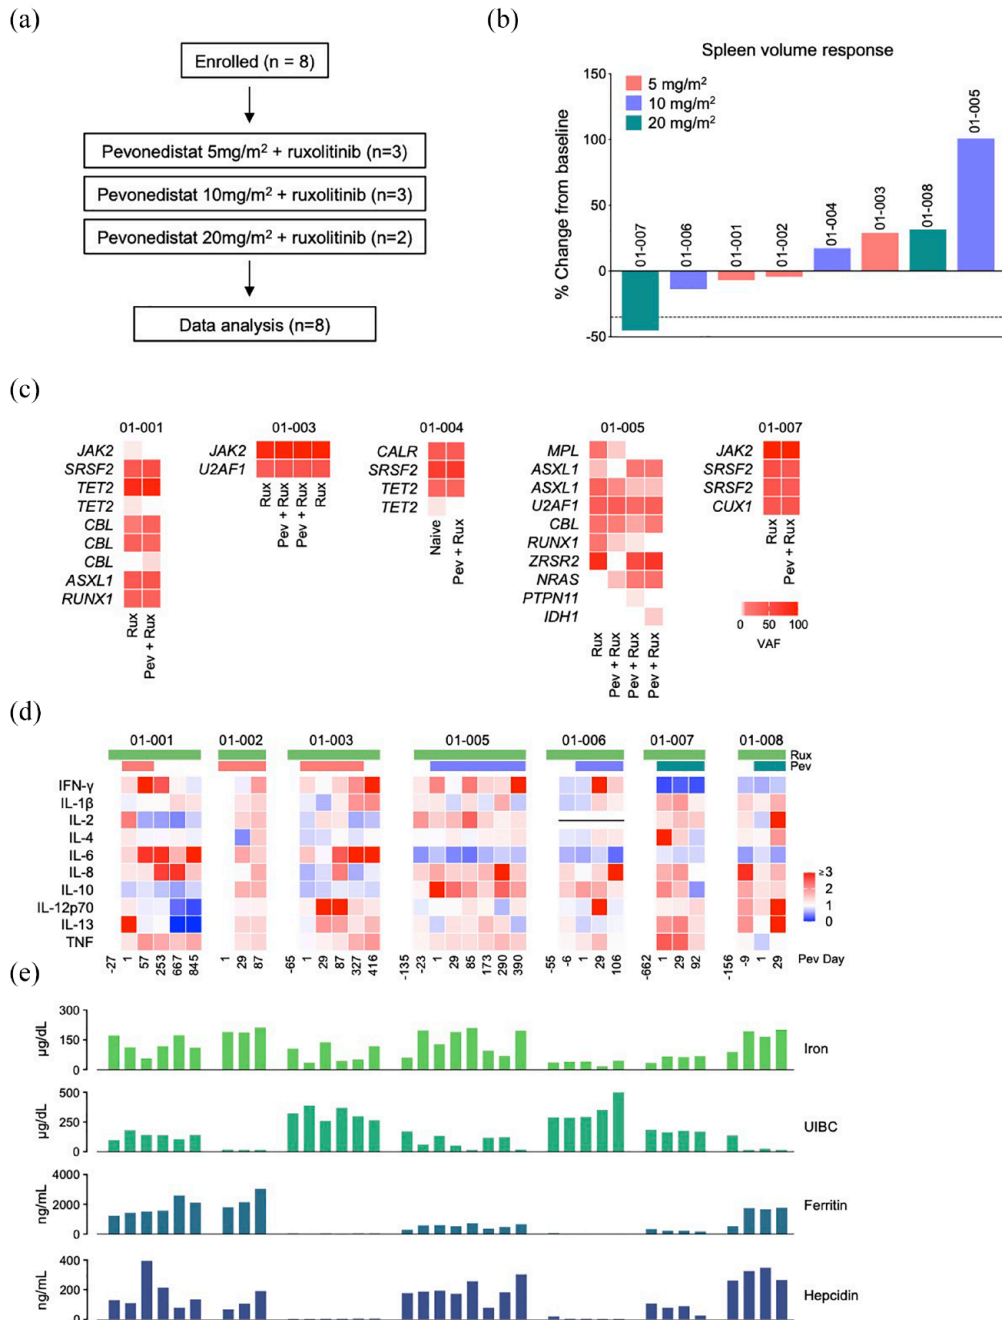 (a)
Enrolled (n = 8)
Pevonedistat 5mg/m² + ruxolitinib (n=3)
Pevonedistat 10mg/m² + ruxolitinib (n=3)
Pevonedistat 20mg/m² + ruxolitinib (n=2)
Data analysis (n=8)
(b)
Spleen volume response
% Change from baseline
150
100
50
0
-50
5 mg/m²
10 mg/m²
20 mg/m²
01-007
01-006
01-001
01-002
01-004
01-003
01-008
01-005
(c)
01-001
JAK2
SRSF2
TET2
TET2
CBL
CBL
CBL
ASXL1
RUNX1
Rux
Pev + Rux
01-003
JAK2
U2AF1
Rux
Pev + Rux
Pev + Rux
Rux
01-004
CALR
SRSF2
TET2
TET2
Naive
Pev + Rux
01-005
MPL
ASXL1
ASXL1
U2AF1
CBL
RUNX1
ZRSR2
NRAS
PTPN11
IDH1
Rux
Pev + Rux
Pev + Rux
Pev + Rux
01-007
JAK2
SRSF2
SRSF2
CUX1
Rux
Pev + Rux
0 50 100
VAF
(d)
01-001 01-002 01-003 01-005 01-006 01-007 01-008
Rux
Pev
IFN-γ
IL-1β
IL-2
IL-4
IL-6
IL-8
IL-10
IL-12p70
IL-13
TNF
≥3
2
1
0
-27 1 57 253 667 845 1 29 87 -65 1 29 87 327 416 -135 -23 1 29 85 173 290 390 -55 -6 1 29 106 -662 1 29 92 -156 -9 1 29 Pev Day
(e)
µg/dL
300
150
0
Iron
µg/dL
500
250
0
UIBC
ng/mL
4000
2000
0
Ferritin
ng/mL
400
200
0
Hepcidin